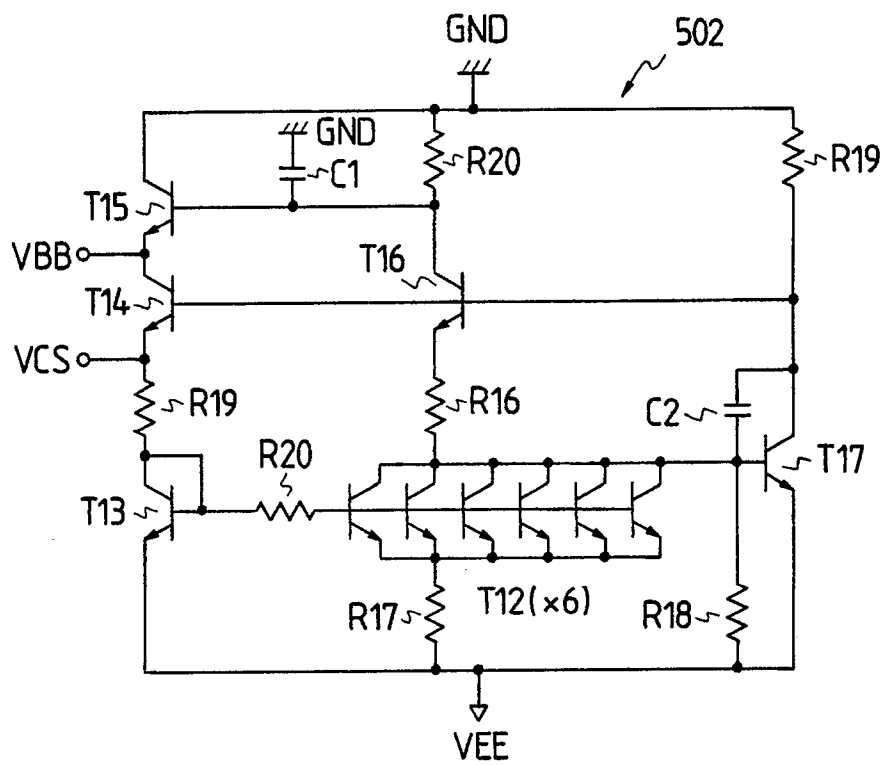 GND
502
GND
C1
R20
R19
T15
VBB
T16
T14
VCS
R19
R16
C2
R20
T17
T13
T12(×6)
R17
R18
VEE